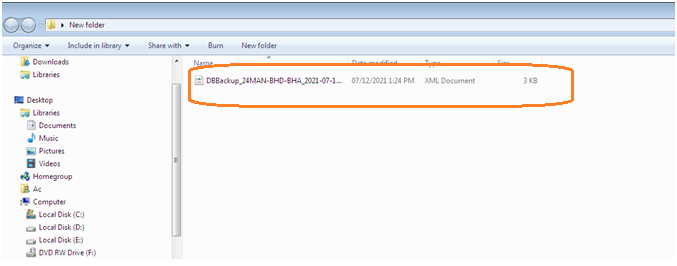 New folder
Organize Include in library Share with Burn New folder
Name Date modified Type Size
DBBackup_24MAN-BHD-BHA_2021-07-1... 07/12/2021 1:24 PM XML Document 3 KB
Downloads
Libraries
Desktop
Libraries
Documents
Music
Pictures
Videos
Homegroup
Ac
Computer
Local Disk (C:)
Local Disk (D:)
Local Disk (E:)
DVD RW Drive (F:)